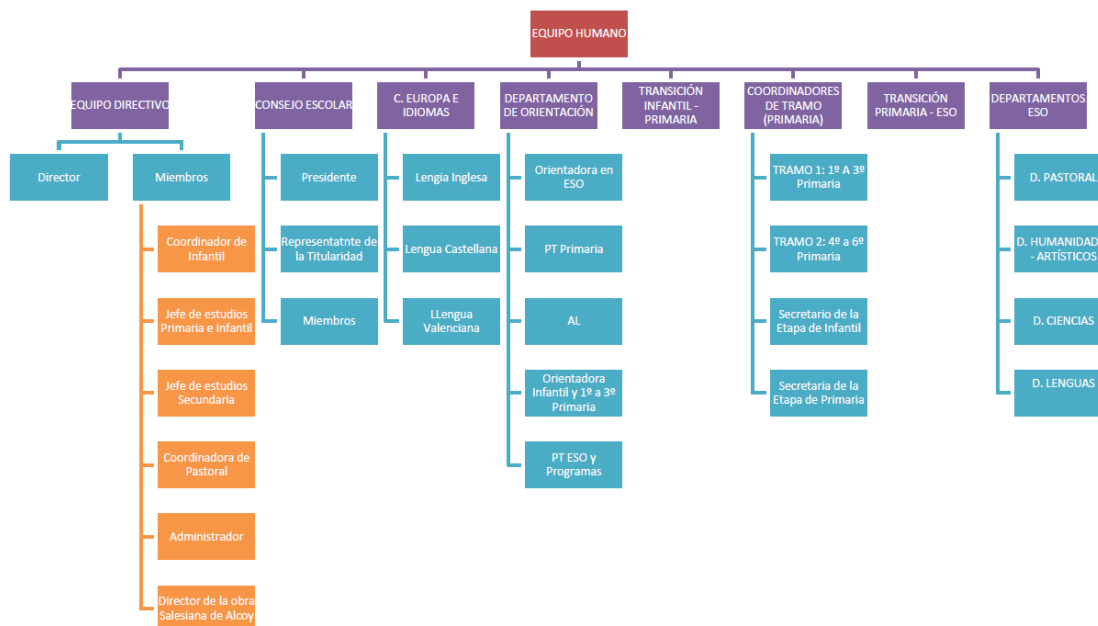 EQUIPO HUMANO
EQUIPO DIRECTIVO
CONSEJO ESCOLAR
C. EUROPA E
IDIOMAS
DEPARTAMENTO
DE ORIENTACIÓN
TRANSICIÓN
INFANTIL -
PRIMARIA
COORDINADORES
DE TRAMO
(PRIMARIA)
TRANSICIÓN
PRIMARIA - ESO
DEPARTAMENTOS
ESO
Director
Miembros
Coordinador de
Infantil
Jefe de estudios
Primaria e Infantil
Jefe de estudios
Secundaria
Coordinadora de
Pastoral
Administrador
Director de la obra
Salesiana de Alcoy
Presidente
Representatnte de
la Titularidad
Miembros
Lengia Inglesa
Lengua Castellana
LLengua
Valenciana
Orientadora en
ESO
PT Primaria
AL
Orientadora
Infantil y 1º a 3º
Primaria
PT ESO y
Programas
TRAMO 1: 1º A 3º
Primaria
TRAMO 2: 4º a 6º
Primaria
Secretario de la
Etapa de Infantil
Secretaria de la
Etapa de Primaria
D. PASTORAL
D. HUMANIDAD
- ARTÍSTICOS
D. CIENCIAS
D. LENGUAS